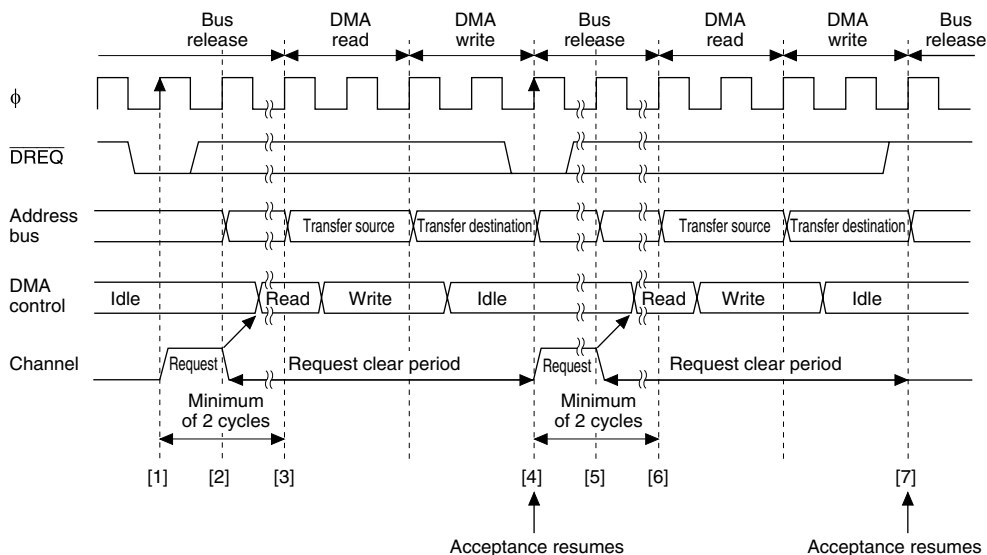 Bus release
DMA read
DMA write
Bus release
DMA read
DMA write
Bus release
ϕ
DREQ
Address bus
Transfer source
Transfer destination
Transfer source
Transfer destination
DMA control
Idle
Read
Write
Idle
Read
Write
Idle
Channel
Request
Request clear period
Request
Request clear period
Minimum of 2 cycles
Minimum of 2 cycles
[1]
[2]
[3]
[4]
[5]
[6]
[7]
Acceptance resumes
Acceptance resumes